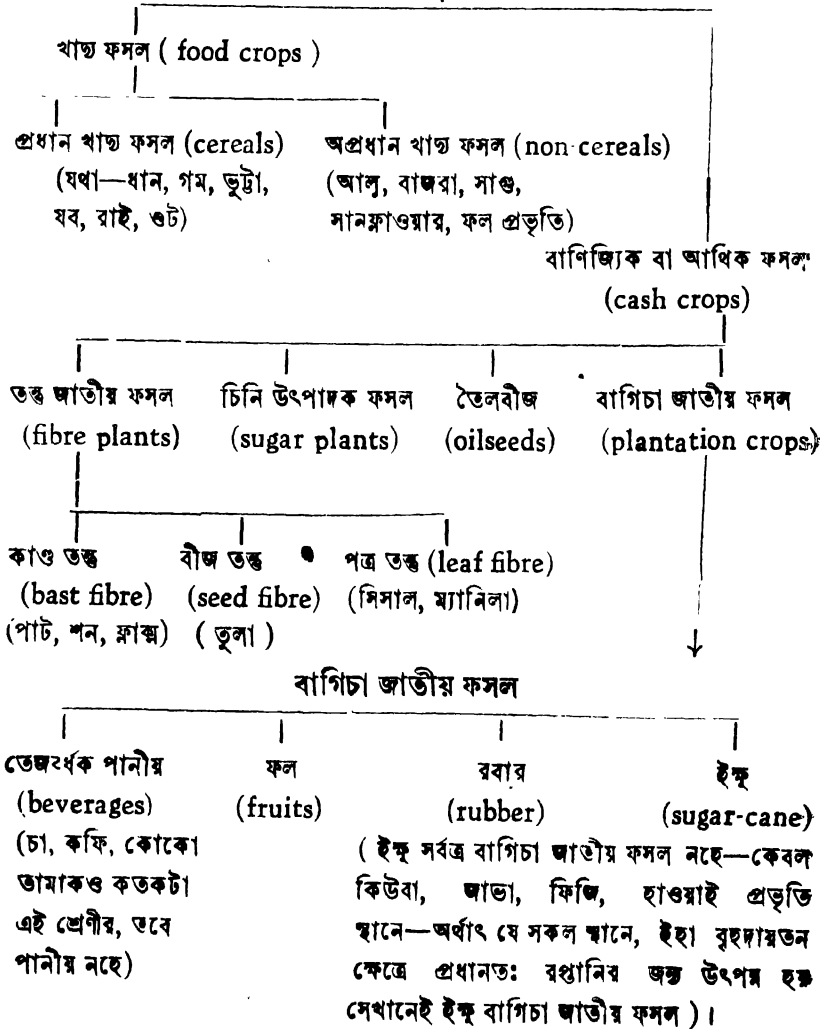 খাদ্য ফসল ( food crops )
প্রধান খাদ্য ফসল (cereals)
(যথা—ধান, গম, ভুট্টা,
যব, রাই, ওট)
অপ্রধান খাদ্য ফসল (non-cereals)
(আলু, বাজরা, সাগু,
সানফ্লাওয়ার, ফল প্রভৃতি)
বাণিজ্যিক বা আর্থিক ফসল
(cash crops)
তন্তু জাতীয় ফসল
(fibre plants)
চিনি উৎপাদক ফসল
(sugar plants)
তৈলবীজ
(oilseeds)
বাগিচা জাতীয় ফসল
(plantation crops)
কাণ্ড তন্তু
(bast fibre)
(পাট, শন, ফ্লাক্স)
বীজ তন্তু
(seed fibre)
( তুলা )
পত্র তন্তু (leaf fibre)
(সিসাল, ম্যানিলা)
বাগিচা জাতীয় ফসল
তেজবর্ধক পানীয়
(beverages)
(চা, কফি, কোকো
তামাকও কতকটা
এই শ্রেণীর, তবে
পানীয় নহে)
ফল
(fruits)
রবার
(rubber)
ইক্ষু
(sugar-cane)
( ইক্ষু সর্বত্র বাগিচা জাতীয় ফসল নহে—কেবল
কিউবা, জাভা, ফিজি, হাওয়াই প্রভৃতি
স্থানে—অর্থাৎ যে সকল স্থানে, ইহা বৃহদায়তন
ক্ষেত্রে প্রধানতঃ রপ্তানির জন্য উৎপন্ন হয়
সেখানেই ইক্ষু বাগিচা জাতীয় ফসল ) ।